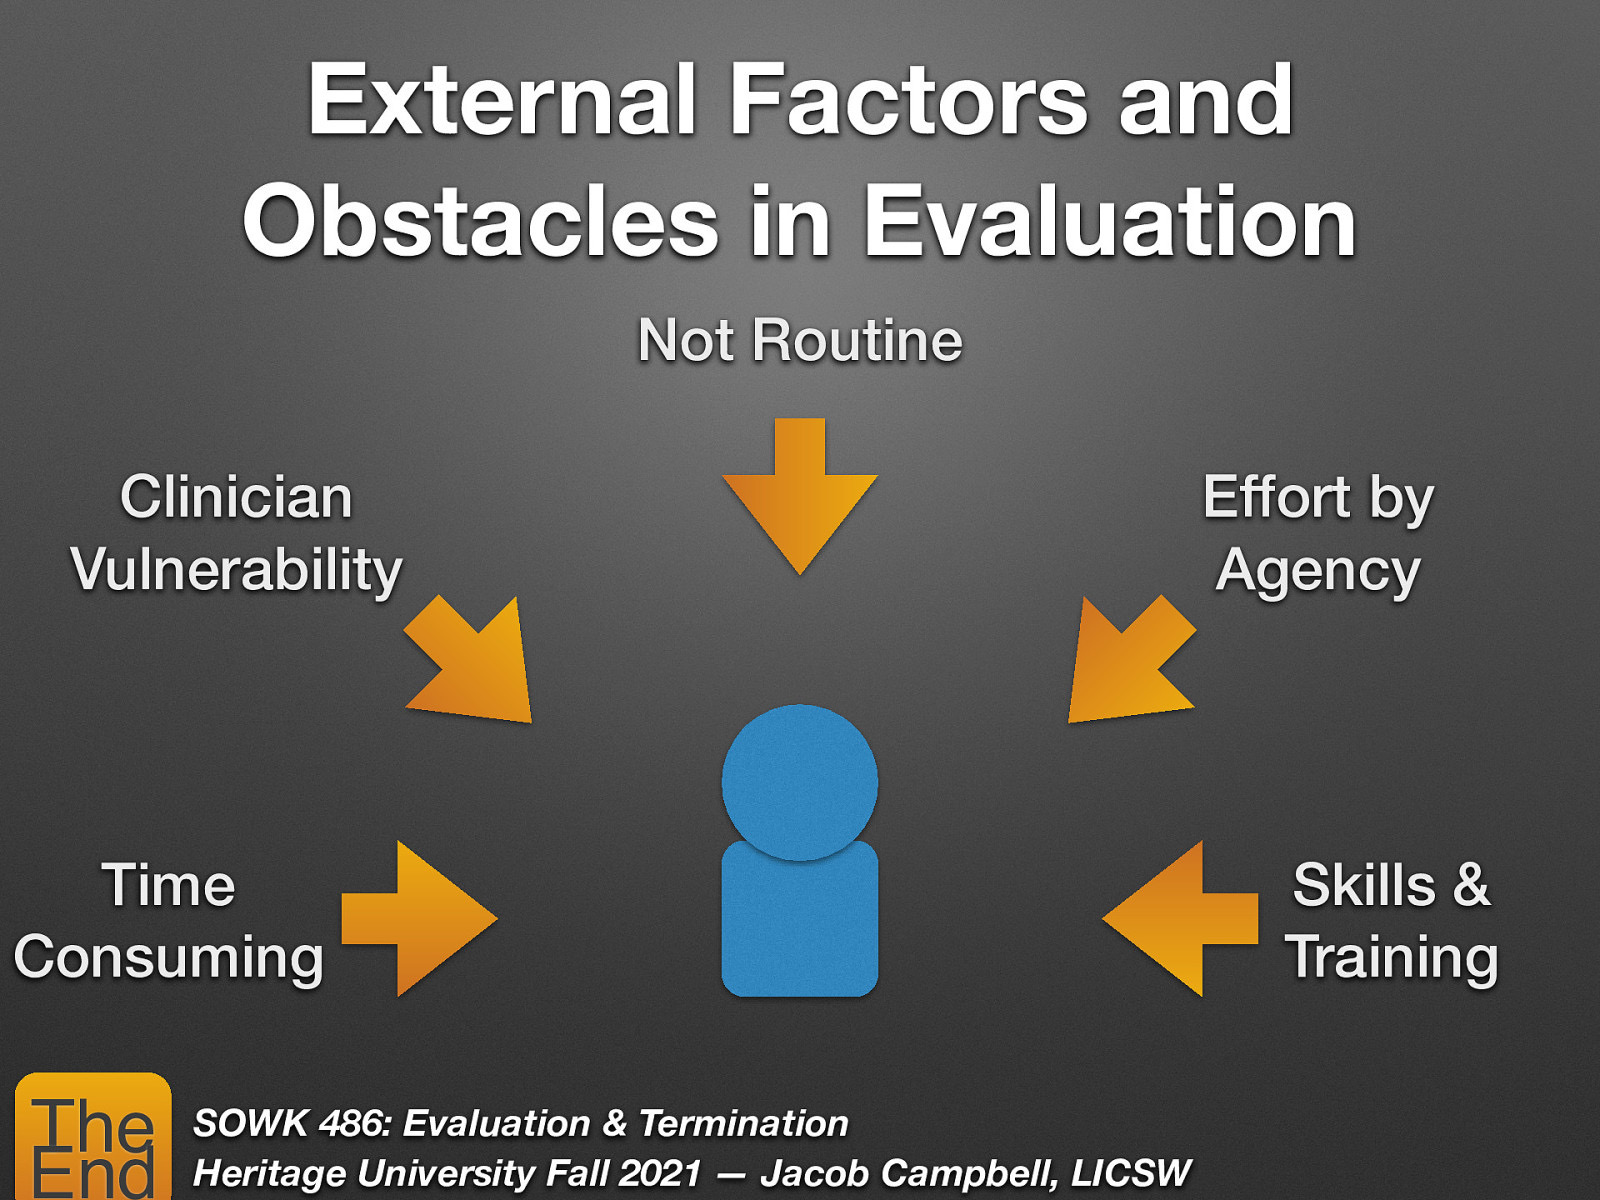 External Factors and
Obstacles in Evaluation
Not Routine
Clinician
Vulnerability
Effort by
Agency
Time
Consuming
Skills &
Training
The
End
SOWK 486: Evaluation & Termination
Heritage University Fall 2021 — Jacob Campbell, LICSW